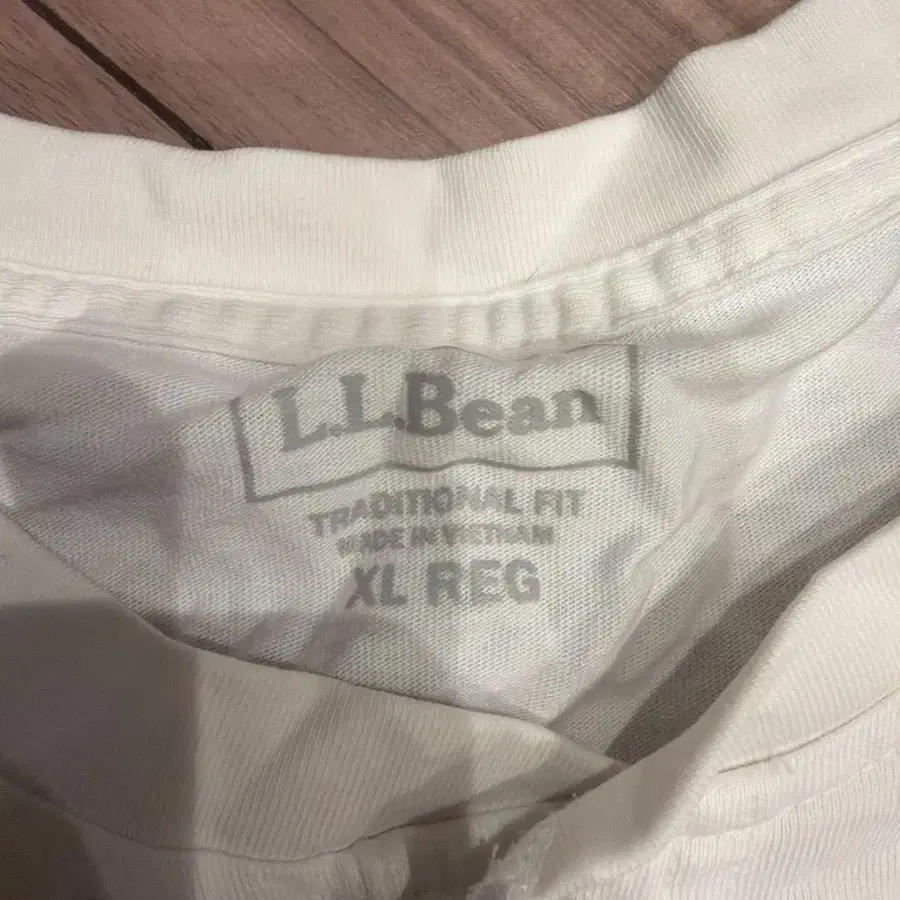 L.L.Bean
TRADITIONAL FIT
MADE IN VIETNAM
XL REG